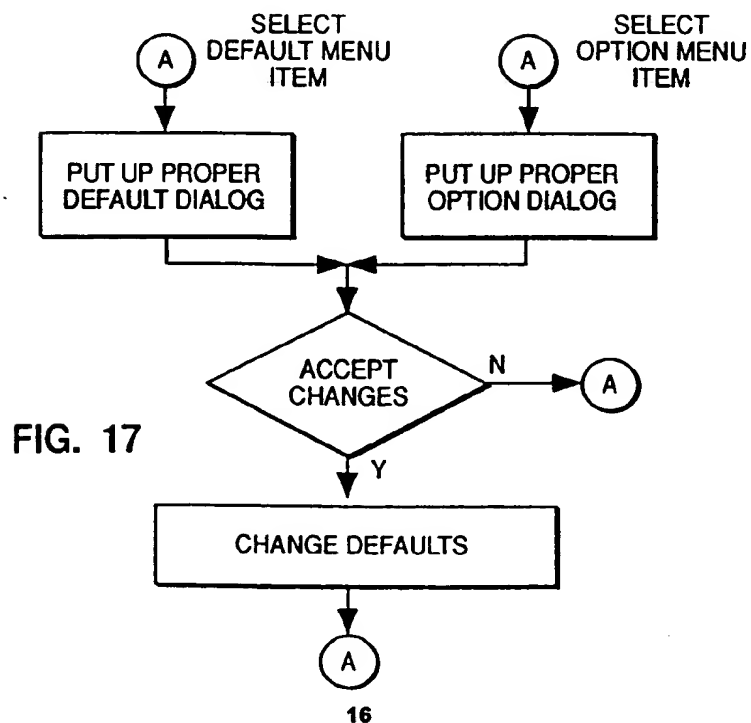 SELECT
DEFAULT MENU
ITEM
A
SELECT
OPTION MENU
ITEM
A
PUT UP PROPER
DEFAULT DIALOG
PUT UP PROPER
OPTION DIALOG
ACCEPT
CHANGES
N
A
FIG. 17
Y
CHANGE DEFAULTS
A
16